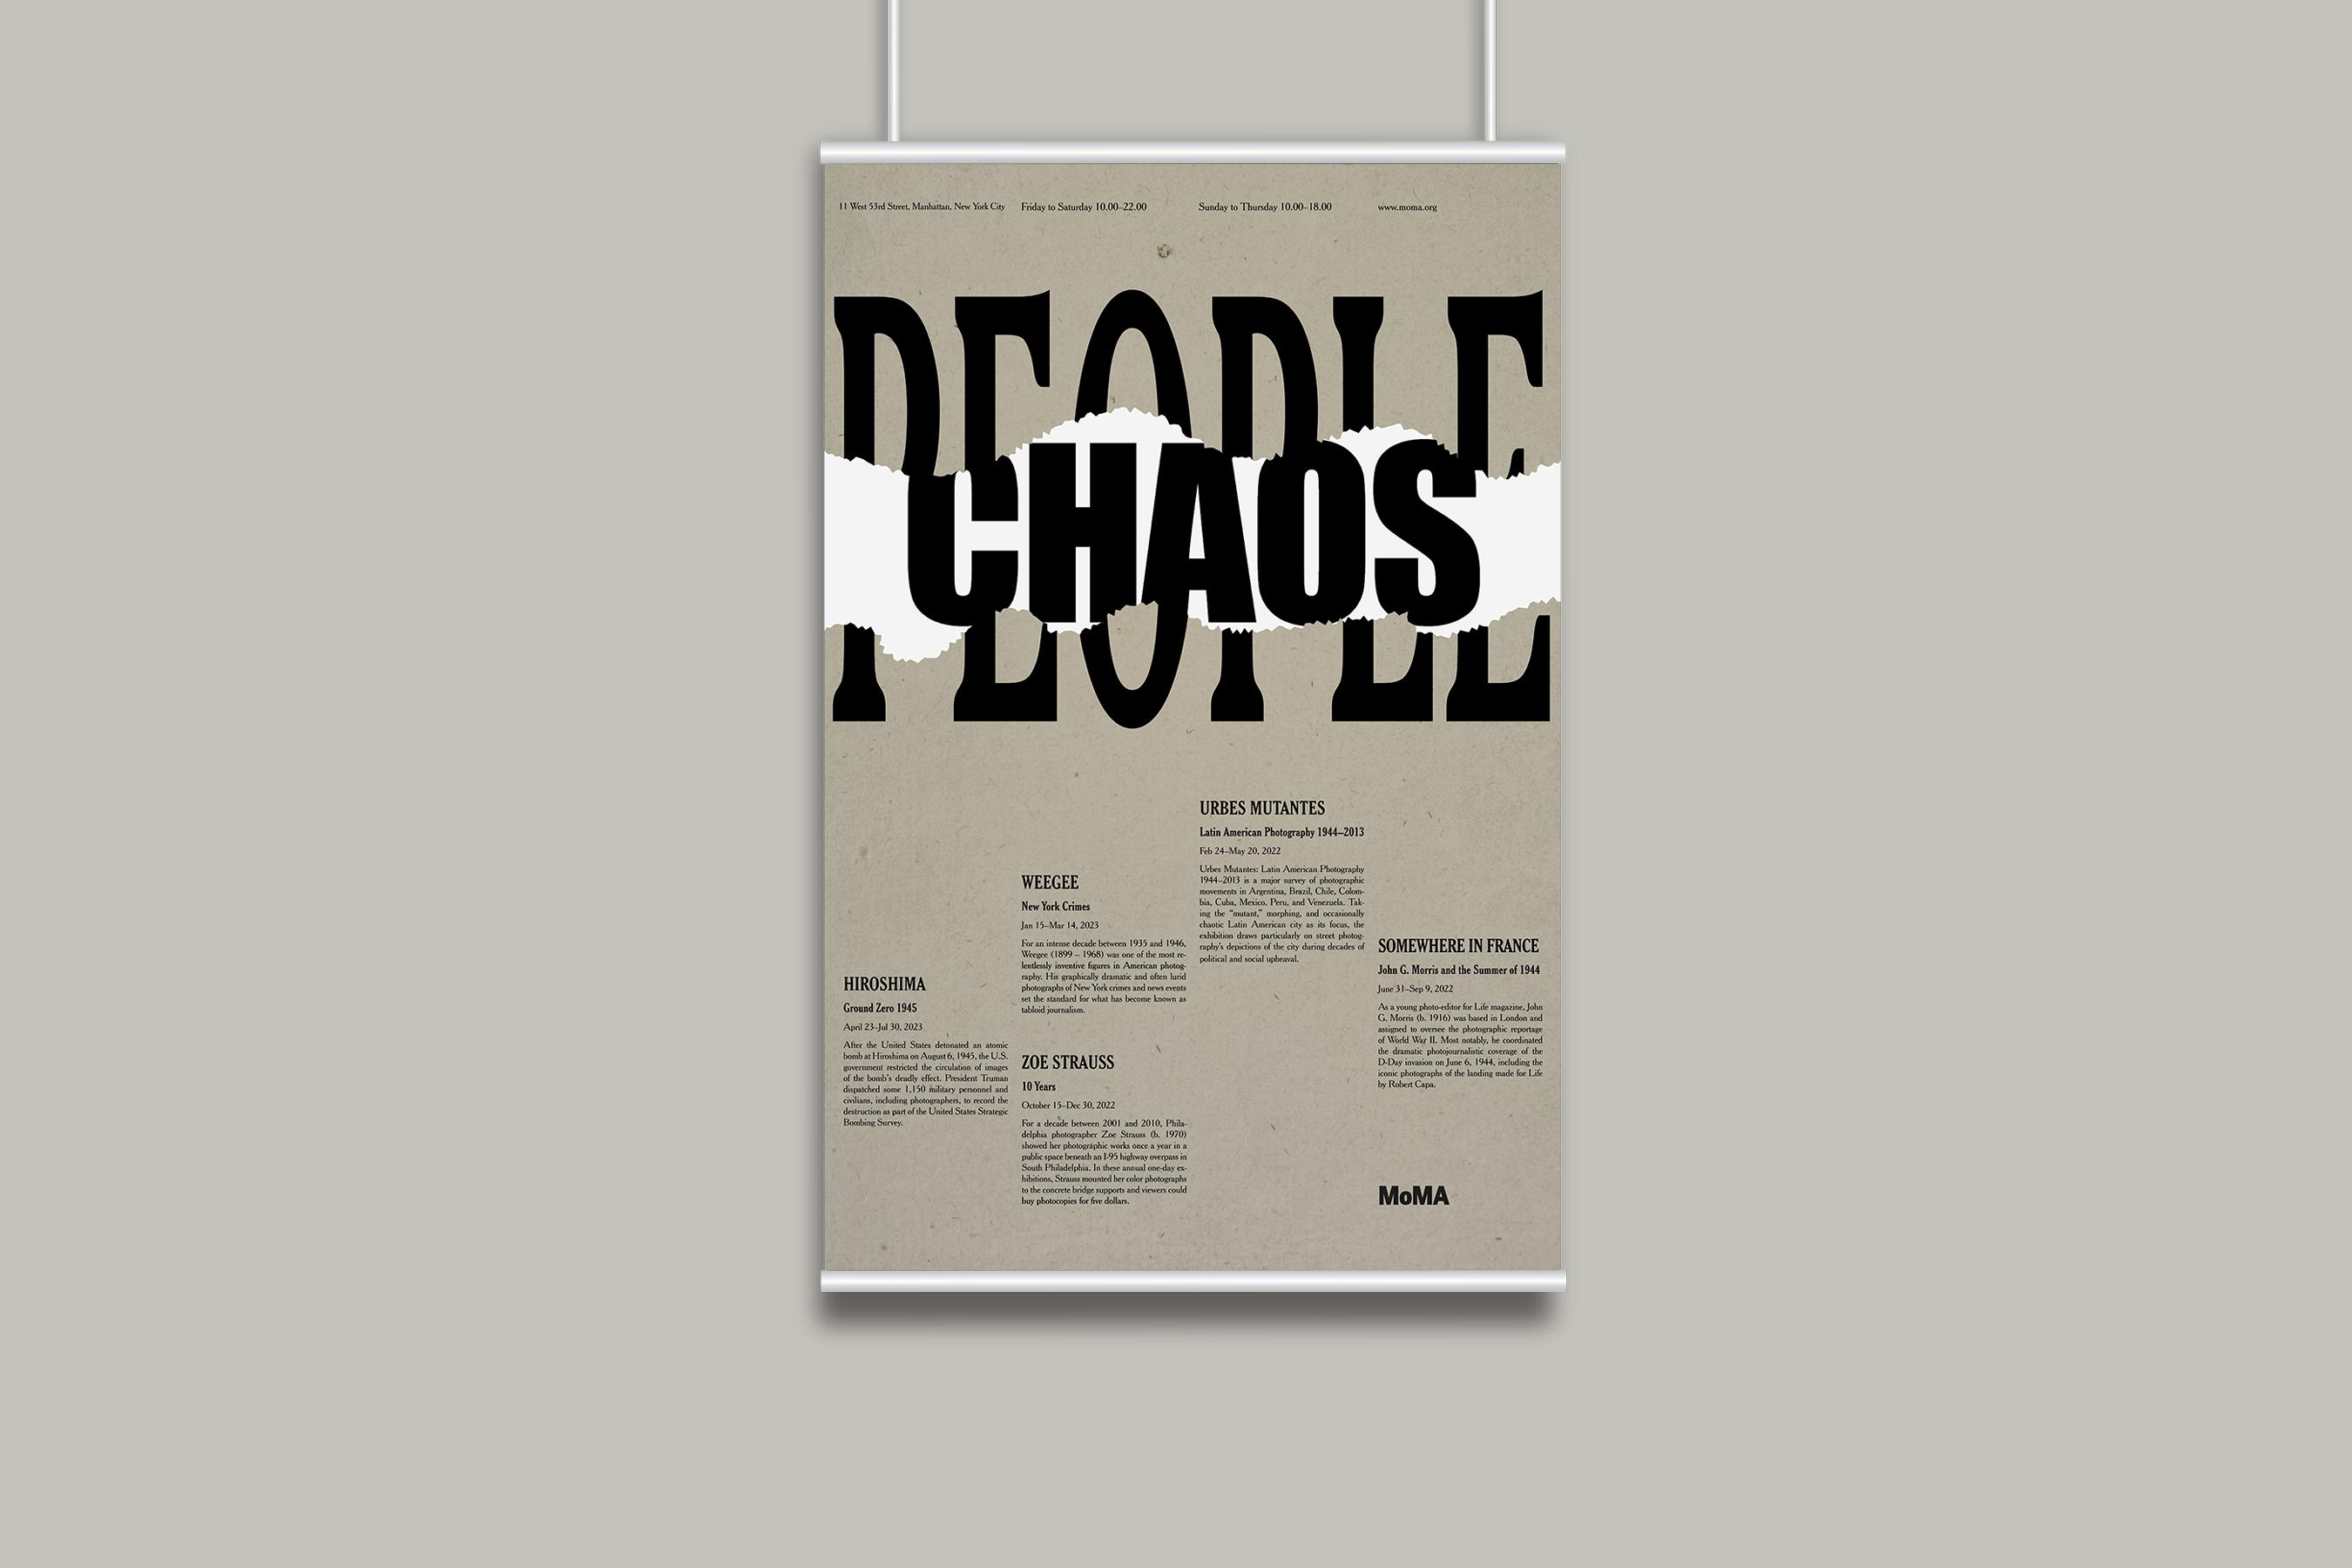 11 West 53rd Street, Manhattan, New York City
Friday to Saturday 10.00–22.00
Sunday to Thursday 10.00–18.00
www.moma.org
PEOPLE
CHAOS
HIROSHIMA
Ground Zero 1945
April 23–Jul 30, 2023
After the United States detonated an atomic
bomb at Hiroshima on August 6, 1945, the U.S.
government restricted the circulation of images
of the bomb's deadly effect. President Truman
dispatched some 1,150 military personnel and
civilians, including photographers, to record the
destruction as part of the United States Strategic
Bombing Survey.
WEEGEE
New York Crimes
Jan 15–Mar 14, 2023
For an intense decade between 1935 and 1946,
Weegee (1899 – 1968) was one of the most re-
lentlessly inventive figures in American photog-
raphy. His graphically dramatic and often lurid
photographs of New York crimes and news events
set the standard for what has become known as
tabloid journalism.
ZOE STRAUSS
10 Years
October 15–Dec 30, 2022
For a decade between 2001 and 2010, Phila-
delphia photographer Zoe Strauss (b. 1970)
showed her photographic works once a year in a
public space beneath an I-95 highway overpass in
South Philadelphia. In these annual one-day ex-
hibitions, Strauss mounted her color photographs
to the concrete bridge supports and viewers could
buy photocopies for five dollars.
URBES MUTANTES
Latin American Photography 1944–2013
Feb 24–May 20, 2022
Urbes Mutantes: Latin American Photography
1944–2013 is a major survey of photographic
movements in Argentina, Brazil, Chile, Colom-
bia, Cuba, Mexico, Peru, and Venezuela. Tak-
ing the “mutant,” morphing, and occasionally
chaotic Latin American city as its focus, the
exhibition draws particularly on street photog-
raphy's depictions of the city during decades of
political and social upheaval.
SOMEWHERE IN FRANCE
John G. Morris and the Summer of 1944
June 31–Sep 9, 2022
As a young photo-editor for Life magazine, John
G. Morris (b. 1916) was based in London and
assigned to oversee the photographic reportage
of World War II. Most notably, he coordinated
the dramatic photojournalistic coverage of the
D-Day invasion on June 6, 1944, including the
iconic photographs of the landing made for Life
by Robert Capa.
MoMA